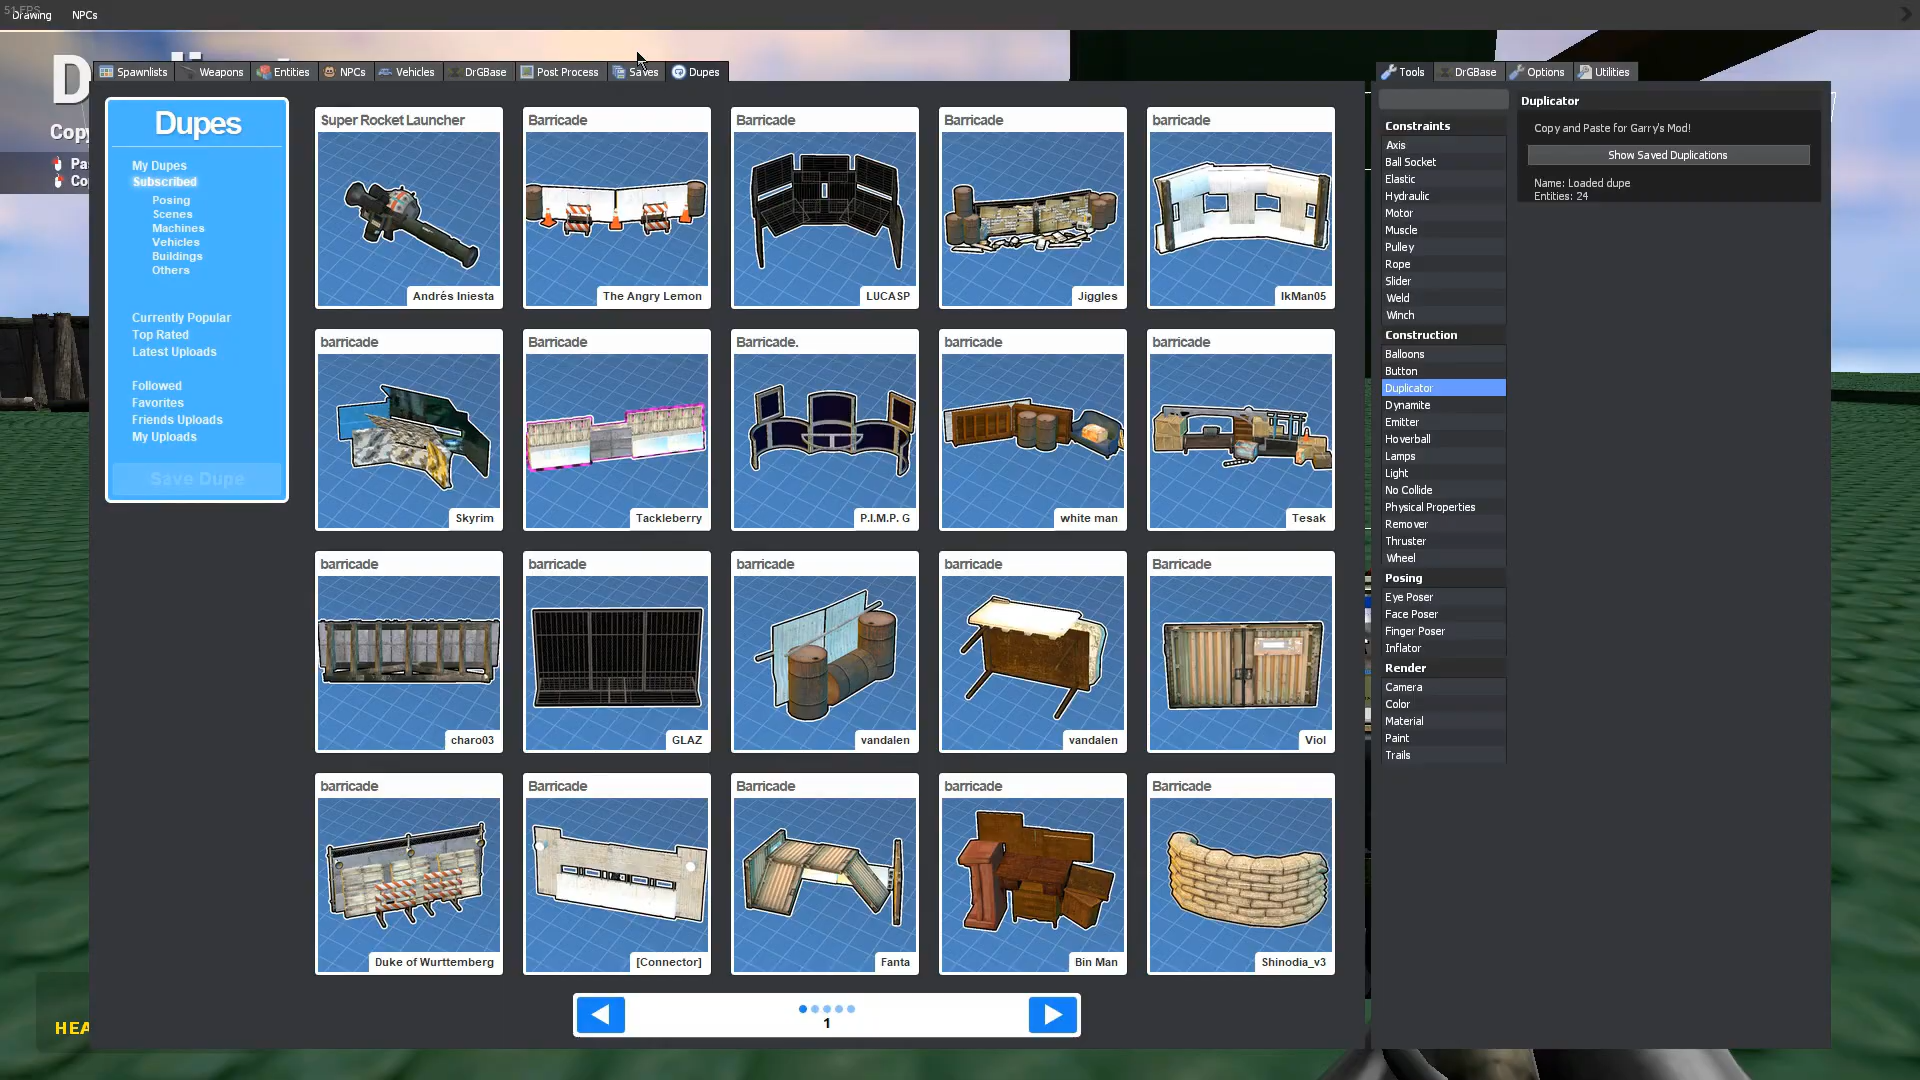 51 FPS
Drawing NPCs
D
Spawnlists Weapons Entities NPCs Vehicles DrGBase Post Process Saves Dupes
Copy
Pa
Co
HEA
Dupes
My Dupes
Subscribed
Posing
Scenes
Machines
Vehicles
Buildings
Others
Currently Popular
Top Rated
Latest Uploads
Followed
Favorites
Friends Uploads
My Uploads
Save Dupe
Super Rocket Launcher
Andrés Iniesta
Barricade
The Angry Lemon
Barricade
LUCASP
Barricade
Jiggles
barricade
IkMan05
barricade
Skyrim
Barricade
Tackleberry
Barricade.
P.I.M.P. G
barricade
white man
barricade
Tesak
barricade
charo03
barricade
GLAZ
barricade
vandalen
barricade
vandalen
Barricade
Viol
barricade
Duke of Wurttemberg
Barricade
[Connector]
Barricade
Fanta
barricade
Bin Man
Barricade
Shinodia_v3
1
Tools DrGBase Options Utilities
Constraints
Axis
Ball Socket
Elastic
Hydraulic
Motor
Muscle
Pulley
Rope
Slider
Weld
Winch
Construction
Balloons
Button
Duplicator
Dynamite
Emitter
Hoverball
Lamps
Light
No Collide
Physical Properties
Remover
Thruster
Wheel
Posing
Eye Poser
Face Poser
Finger Poser
Inflator
Render
Camera
Color
Material
Paint
Trails
Duplicator
Copy and Paste for Garry's Mod!
Show Saved Duplications
Name: Loaded dupe
Entities: 24